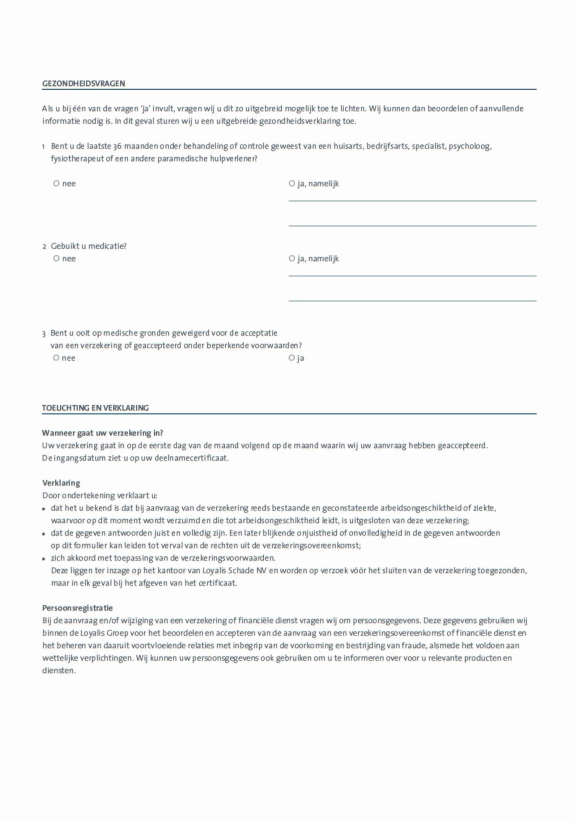 GEZONDHEIDSVRAGEN
Als u bij één van de vragen 'ja' invult, vragen wij u dit zo uitgebreid mogelijk toe te lichten. Wij kunnen dan beoordelen of aanvullende
informatie nodig is. In dit geval sturen wij u een uitgebreide gezondheidsverklaring toe.
1 Bent u de laatste 36 maanden onder behandeling of controle geweest van een huisarts, bedrijfsarts, specialist, psycholoog,
fysiotherapeut of een andere paramedische hulpverlener?
nee
ja, namelijk
2 Gebuikt u medicatie?
nee
ja, namelijk
3 Bent u ooit op medische gronden geweigerd voor de acceptatie
van een verzekering of geaccepteerd onder beperkende voorwaarden?
nee
ja
TOELICHTING EN VERKLARING
Wanneer gaat uw verzekering in?
Uw verzekering gaat in op de eerste dag van de maand volgend op de maand waarin wij uw aanvraag hebben geaccepteerd.
De ingangsdatum ziet u op uw deelnamecertificaat.
Verklaring
Door ondertekening verklaart u:
• dat het u bekend is dat bij aanvraag van de verzekering reeds bestaande en geconstateerde arbeidsongeschiktheid of ziekte,
waarvoor op dit moment wordt verzuimd en die tot arbeidsongeschiktheid leidt, is uitgesloten van deze verzekering;
• dat de gegeven antwoorden juist en volledig zijn. Een later blijkende onjuistheid of onvolledigheid in de gegeven antwoorden
op dit formulier kan leiden tot verval van de rechten uit de verzekeringsovereenkomst;
• zich akkoord met toepassing van de verzekeringsvoorwaarden.
Deze liggen ter inzage op het kantoor van Loyalis Schade NV en worden op verzoek vóór het sluiten van de verzekering toegezonden,
maar in elk geval bij het afgeven van het certificaat.
Persoonsregistratie
Bij de aanvraag en/of wijziging van een verzekering of financiële dienst vragen wij om persoonsgegevens. Deze gegevens gebruiken wij
binnen de Loyalis Groep voor het beoordelen en accepteren van de aanvraag van een verzekeringsovereenkomst of financiële dienst en
het beheren van daaruit voortvloeiende relaties met inbegrip van de voorkoming en bestrijding van fraude, alsmede het voldoen aan
wettelijke verplichtingen. Wij kunnen uw persoonsgegevens ook gebruiken om u te informeren over voor u relevante producten en
diensten.